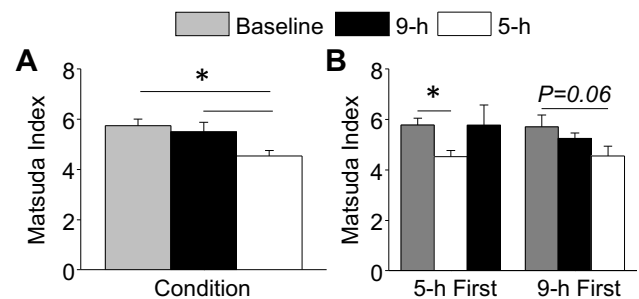 Baseline 9-h 5-h
A
B
*
* P=0.06
Matsuda Index
8
6
4
2
0
Condition
Matsuda Index
8
6
4
2
0
5-h First 9-h First